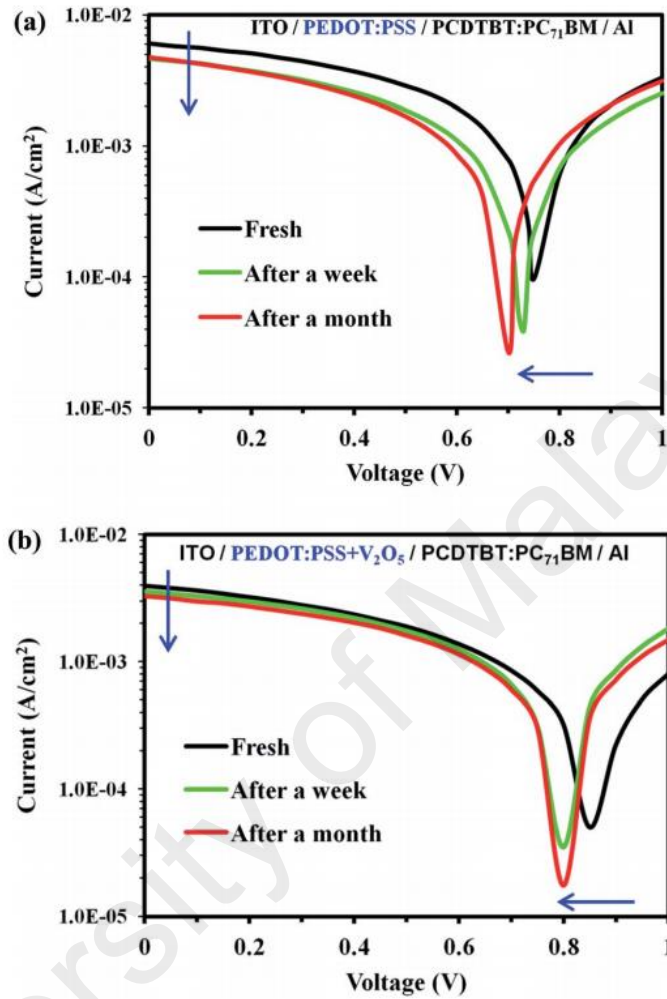 (a)
ITO / PEDOT:PSS / PCDTBT:PC₇₁BM / Al
1.0E-02
1.0E-03
1.0E-04
1.0E-05
Current (A/cm²)
Fresh
After a week
After a month
0 0.2 0.4 0.6 0.8 1
Voltage (V)
(b)
ITO / PEDOT:PSS+V₂O₅ / PCDTBT:PC₇₁BM / Al
1.0E-02
1.0E-03
1.0E-04
1.0E-05
Current (A/cm²)
Fresh
After a week
After a month
0 0.2 0.4 0.6 0.8 1
Voltage (V)
ersity of Malay